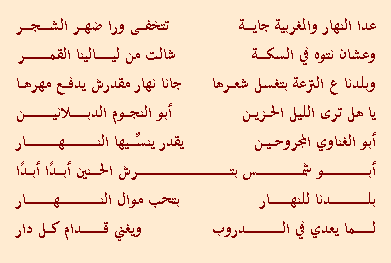 عدا النهار والمغربية جاية تتخفى ورا ضهر الشجر
وعشان نتوه في السكة شالت من ليالينا القمر
وبلدنا ع الترعة بتغسل شعرها جانا نهار مقدرش يدفع مهرها
يا هل ترى الليل الحزين أبو النجوم الدبلانين
أبو الغناوي المجروحين يقدر ينسّيها النهار
أبو شمس بترش الحنين أبدًا أبدًا
بلدنا للنهار بتحب موال النهار
لما يعدي في الدروب ويغني قدام كل دار